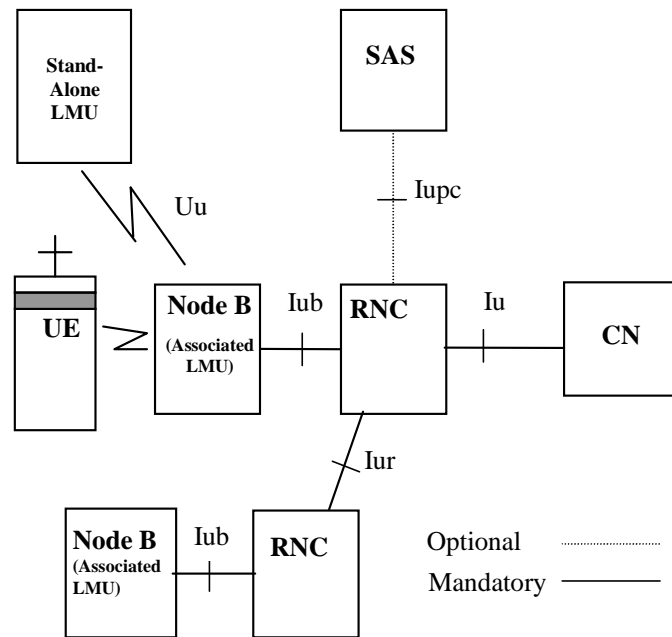 Stand-
Alone
LMU
SAS
Uu
Iupc
UE
Node B
(Associated
LMU)
Iub
RNC
Iu
CN
Iur
Node B
(Associated
LMU)
Iub
RNC
Optional
Mandatory